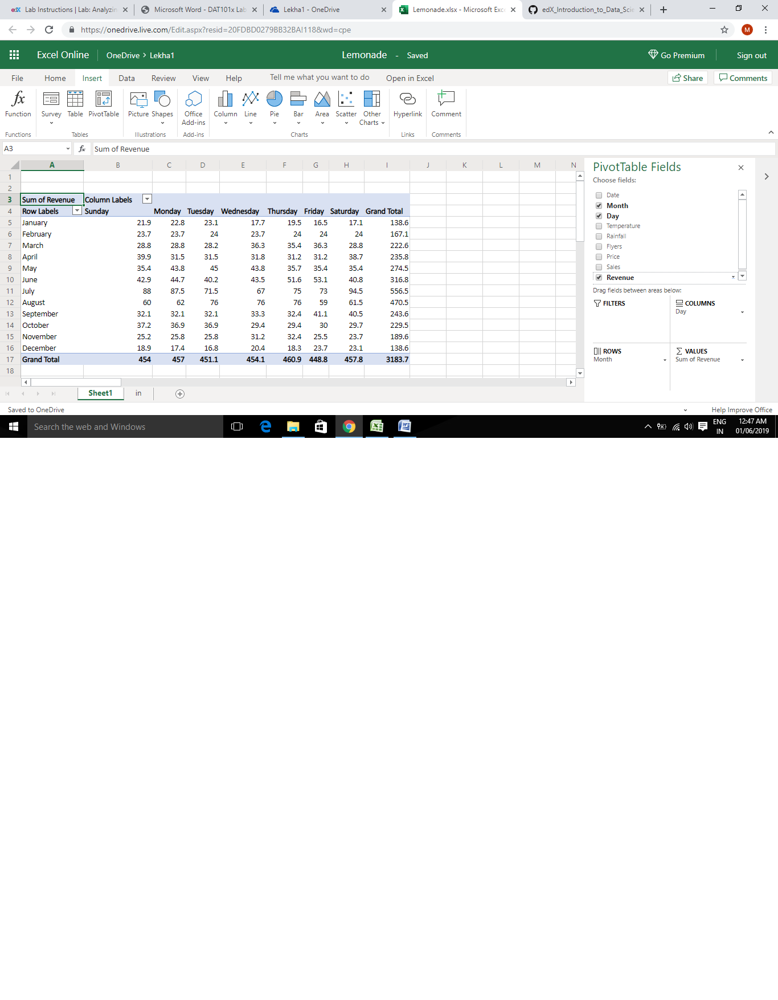 Lab Instructions | Lab: Analyzin
Microsoft Word - DAT101x Lab
Lekha1 - OneDrive
Lemonade.xlsx - Microsoft Exc
edX_Introduction_to_Data_Scie
https://onedrive.live.com/Edit.aspx?resid=20FDBD0279BB32BA!118&wd=cpe
M
Excel Online
OneDrive > Lekha1
Lemonade - Saved
Go Premium
Sign out
File Home Insert Data Review View Help Tell me what you want to do Open in Excel
Share Comments
Function Survey Table PivotTable Picture Shapes Office Add-ins Column Line Pie Bar Area Scatter Other Charts Hyperlink Comment
Functions Tables Illustrations Add-ins Charts Links Comments
A3 fx Sum of Revenue
A B C D E F G H I J K L M N
1
2
3 Sum of Revenue Column Labels
4 Row Labels Sunday Monday Tuesday Wednesday Thursday Friday Saturday Grand Total
5 January 21.9 22.8 23.1 17.7 19.5 16.5 17.1 138.6
6 February 23.7 23.7 24 23.7 24 24 24 167.1
7 March 28.8 28.8 28.2 36.3 35.4 36.3 28.8 222.6
8 April 39.9 31.5 31.5 31.8 31.2 31.2 38.7 235.8
9 May 35.4 43.8 45 43.8 35.7 35.4 35.4 274.5
10 June 42.9 44.7 40.2 43.5 51.6 53.1 40.8 316.8
11 July 88 87.5 71.5 67 75 73 94.5 556.5
12 August 60 62 76 76 76 59 61.5 470.5
13 September 32.1 32.1 32.1 33.3 32.4 41.1 40.5 243.6
14 October 37.2 36.9 36.9 29.4 29.4 30 29.7 229.5
15 November 25.2 25.8 25.8 31.2 32.4 25.5 23.7 189.6
16 December 18.9 17.4 16.8 20.4 18.3 23.7 23.1 138.6
17 Grand Total 454 457 451.1 454.1 460.9 448.8 457.8 3183.7
18
PivotTable Fields
Choose fields:
Date
Month
Day
Temperature
Rainfall
Flyers
Price
Sales
Revenue
Drag fields between areas below:
FILTERS
COLUMNS
Day
ROWS
Month
VALUES
Sum of Revenue
Sheet1 in
Saved to OneDrive
Help Improve Office
Search the web and Windows
ENG
IN
12:47 AM
01/06/2019